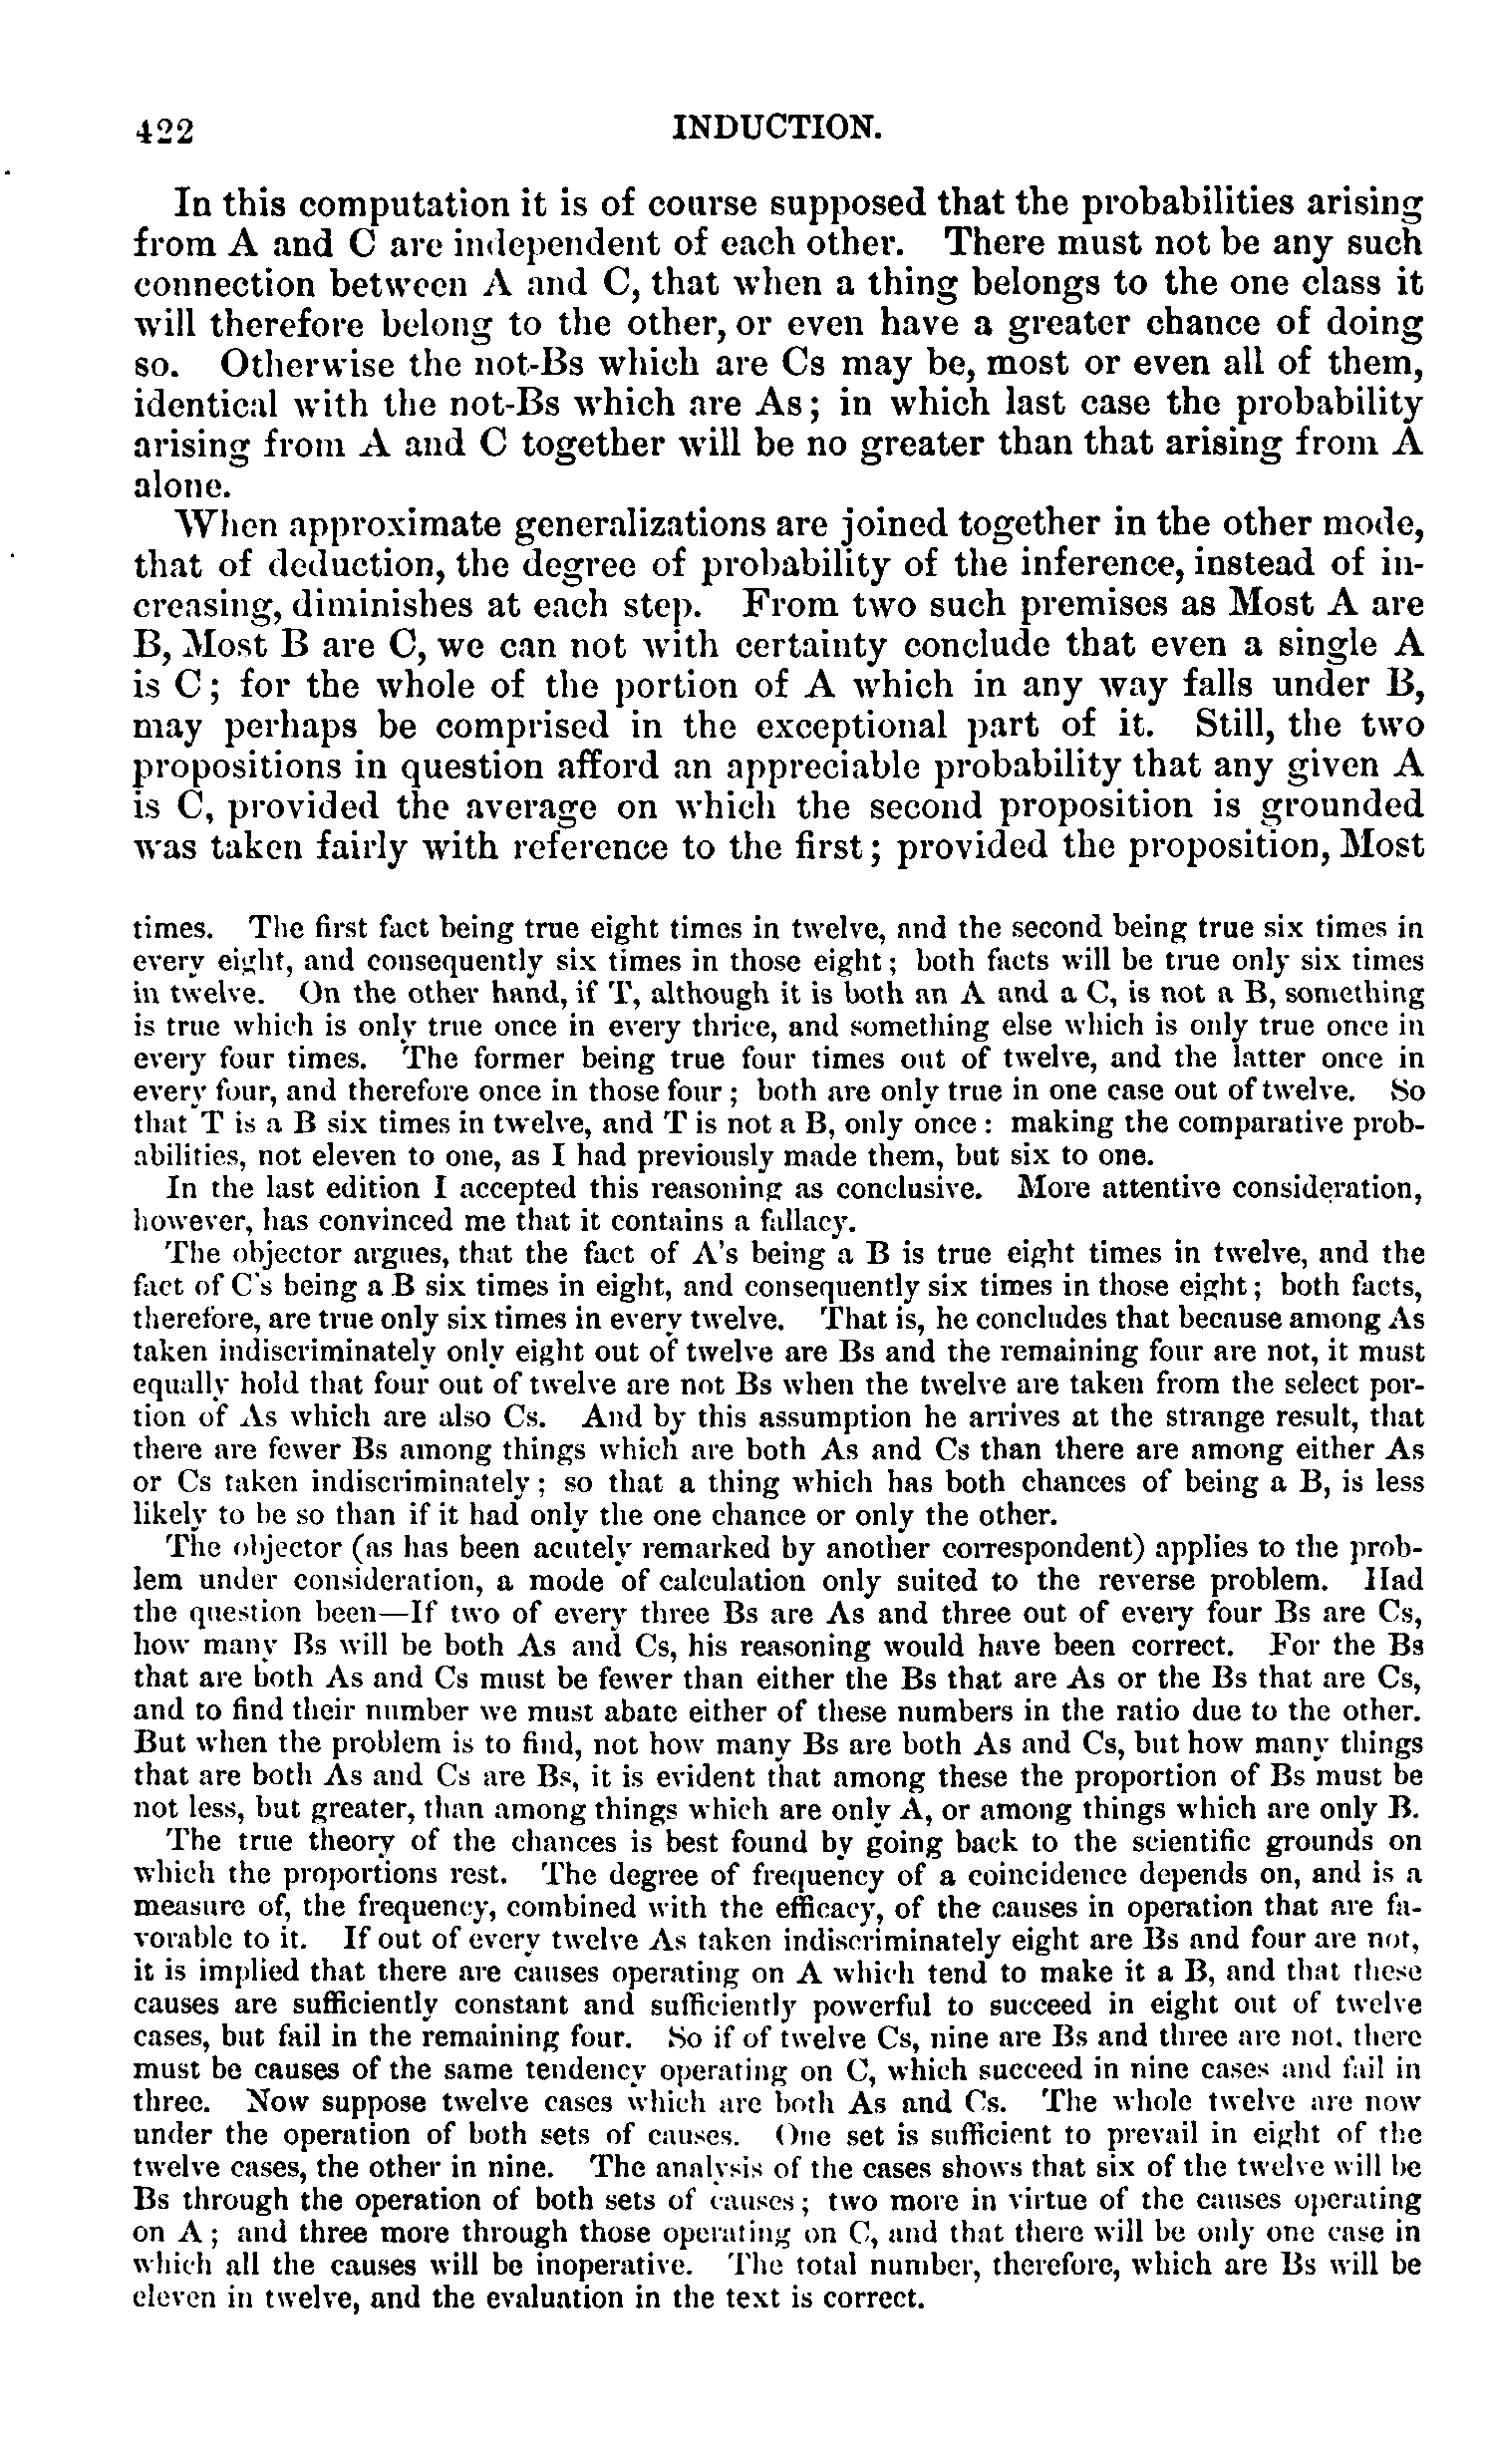 422
INDUCTION.
In this computation it is of course supposed that the probabilities arising
from A and C are independent of each other. There must not be any such
connection between A and C, that when a thing belongs to the one class it
will therefore belong to the other, or even have a greater chance of doing
so. Otherwise the not-Bs which are Cs may be, most or even all of them,
identical with the not-Bs which are As; in which last case the probability
arising from A and C together will be no greater than that arising from A
alone.
When approximate generalizations are joined together in the other mode,
that of deduction, the degree of probability of the inference, instead of in-
creasing, diminishes at each step. From two such premises as Most A are
B, Most B are C, we can not with certainty conclude that even a single A
is C; for the whole of the portion of A which in any way falls under B,
may perhaps be comprised in the exceptional part of it. Still, the two
propositions in question afford an appreciable probability that any given A
is C, provided the average on which the second proposition is grounded
was taken fairly with reference to the first; provided the proposition, Most
times. The first fact being true eight times in twelve, and the second being true six times in
every eight, and consequently six times in those eight; both facts will be true only six times
in twelve. On the other hand, if T, although it is both an A and a C, is not a B, something
is true which is only true once in every thrice, and something else which is only true once in
every four times. The former being true four times out of twelve, and the latter once in
every four, and therefore once in those four; both are only true in one case out of twelve. So
that T is a B six times in twelve, and T is not a B, only once: making the comparative prob-
abilities, not eleven to one, as I had previously made them, but six to one.
In the last edition I accepted this reasoning as conclusive. More attentive consideration,
however, has convinced me that it contains a fallacy.
The objector argues, that the fact of A's being a B is true eight times in twelve, and the
fact of C's being a B six times in eight, and consequently six times in those eight; both facts,
therefore, are true only six times in every twelve. That is, he concludes that because among As
taken indiscriminately only eight out of twelve are Bs and the remaining four are not, it must
equally hold that four out of twelve are not Bs when the twelve are taken from the select por-
tion of As which are also Cs. And by this assumption he arrives at the strange result, that
there are fewer Bs among things which are both As and Cs than there are among either As
or Cs taken indiscriminately; so that a thing which has both chances of being a B, is less
likely to be so than if it had only the one chance or only the other.
The objector (as has been acutely remarked by another correspondent) applies to the prob-
lem under consideration, a mode of calculation only suited to the reverse problem. Had
the question been—If two of every three Bs are As and three out of every four Bs are Cs,
how many Bs will be both As and Cs, his reasoning would have been correct. For the Bs
that are both As and Cs must be fewer than either the Bs that are As or the Bs that are Cs,
and to find their number we must abate either of these numbers in the ratio due to the other.
But when the problem is to find, not how many Bs are both As and Cs, but how many things
that are both As and Cs are Bs, it is evident that among these the proportion of Bs must be
not less, but greater, than among things which are only A, or among things which are only B.
The true theory of the chances is best found by going back to the scientific grounds on
which the proportions rest. The degree of frequency of a coincidence depends on, and is a
measure of, the frequency, combined with the efficacy, of the causes in operation that are fa-
vorable to it. If out of every twelve As taken indiscriminately eight are Bs and four are not,
it is implied that there are causes operating on A which tend to make it a B, and that these
causes are sufficiently constant and sufficiently powerful to succeed in eight out of twelve
cases, but fail in the remaining four. So if of twelve Cs, nine are Bs and three are not, there
must be causes of the same tendency operating on C, which succeed in nine cases and fail in
three. Now suppose twelve cases which are both As and Cs. The whole twelve are now
under the operation of both sets of causes. One set is sufficient to prevail in eight of the
twelve cases, the other in nine. The analysis of the cases shows that six of the twelve will be
Bs through the operation of both sets of causes; two more in virtue of the causes operating
on A; and three more through those operating on C, and that there will be only one case in
which all the causes will be inoperative. The total number, therefore, which are Bs will be
eleven in twelve, and the evaluation in the text is correct.